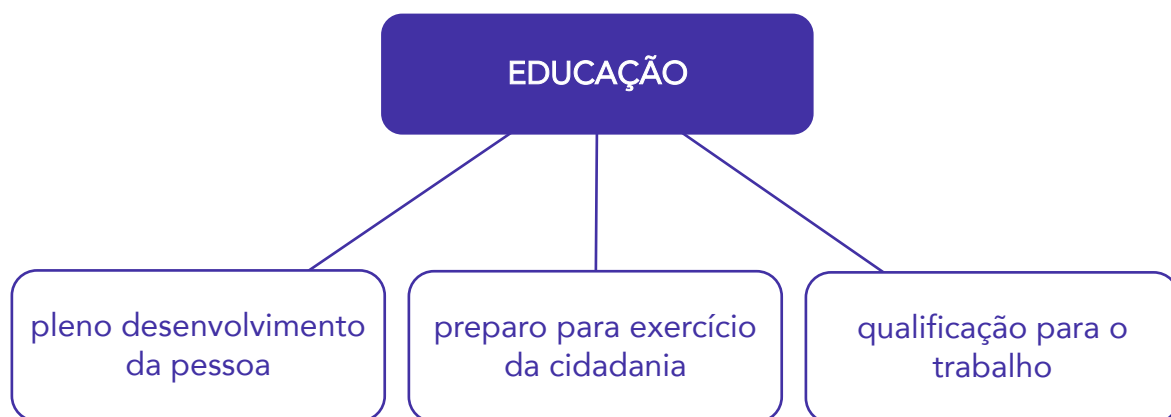 EDUCAÇÃO
pleno desenvolvimento
da pessoa
preparo para exercício
da cidadania
qualificação para o
trabalho